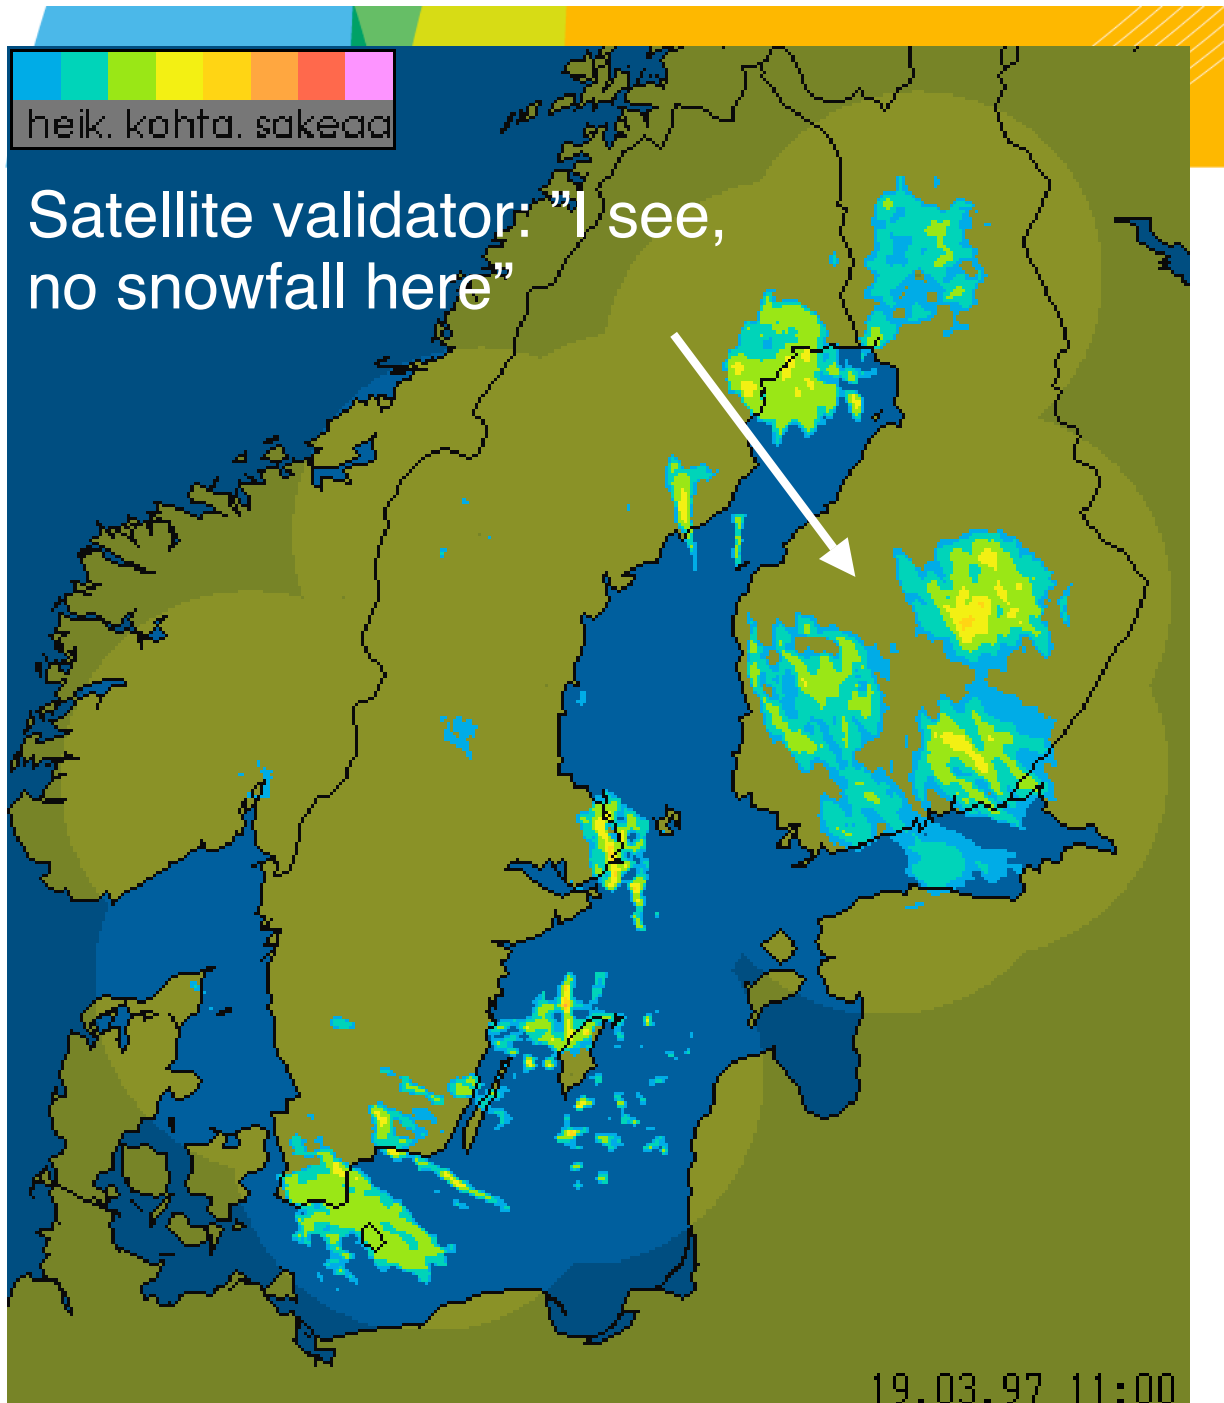 heik. kohta. sakeaa
Satellite validator: ”I see,
no snowfall here”
19.03.97 11:00